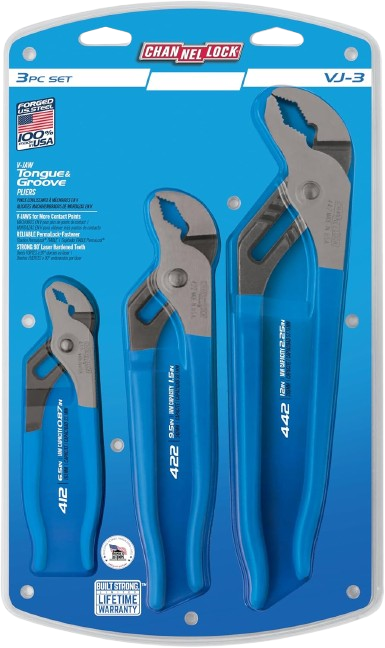 CHANNELLOCK
3PC SET
VJ-3
FORGED
U.S. STEEL
100%
USA
V-JAW
Tongue&
Groove
PLIERS
V-JAWS for More Contact Points
RELIABLE PermaLock® Fastener
STRONG 90° Laser Hardened Teeth
412 6.5in JAW CAPACITY 0.87in
422 9.5in JAW CAPACITY 1.5in
442 12in JAW CAPACITY 2.25in
BUILT STRONG.™
LIFETIME
WARRANTY